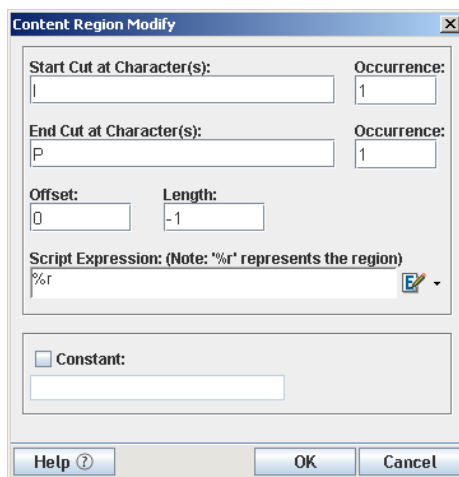 Content Region Modify
Start Cut at Character(s): Occurrence:
I 1
End Cut at Character(s): Occurrence:
P 1
Offset: Length:
0 -1
Script Expression: (Note: '%r' represents the region)
%r
Constant:
Help ? OK Cancel